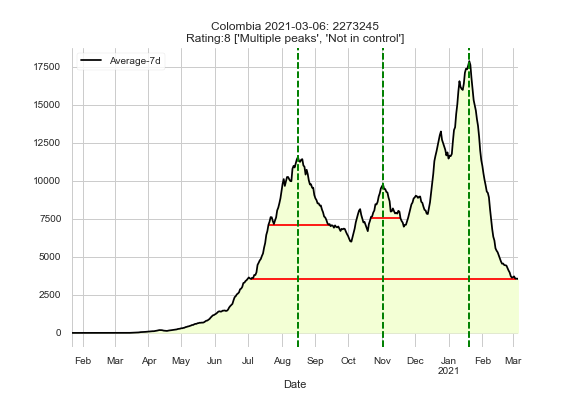 Colombia 2021-03-06: 2273245
Rating:8 ['Multiple peaks', 'Not in control']
Average-7d
17500
15000
12500
10000
7500
5000
2500
0
Feb Mar Apr May Jun Jul Aug Sep Oct Nov Dec Jan Feb Mar
2021
Date